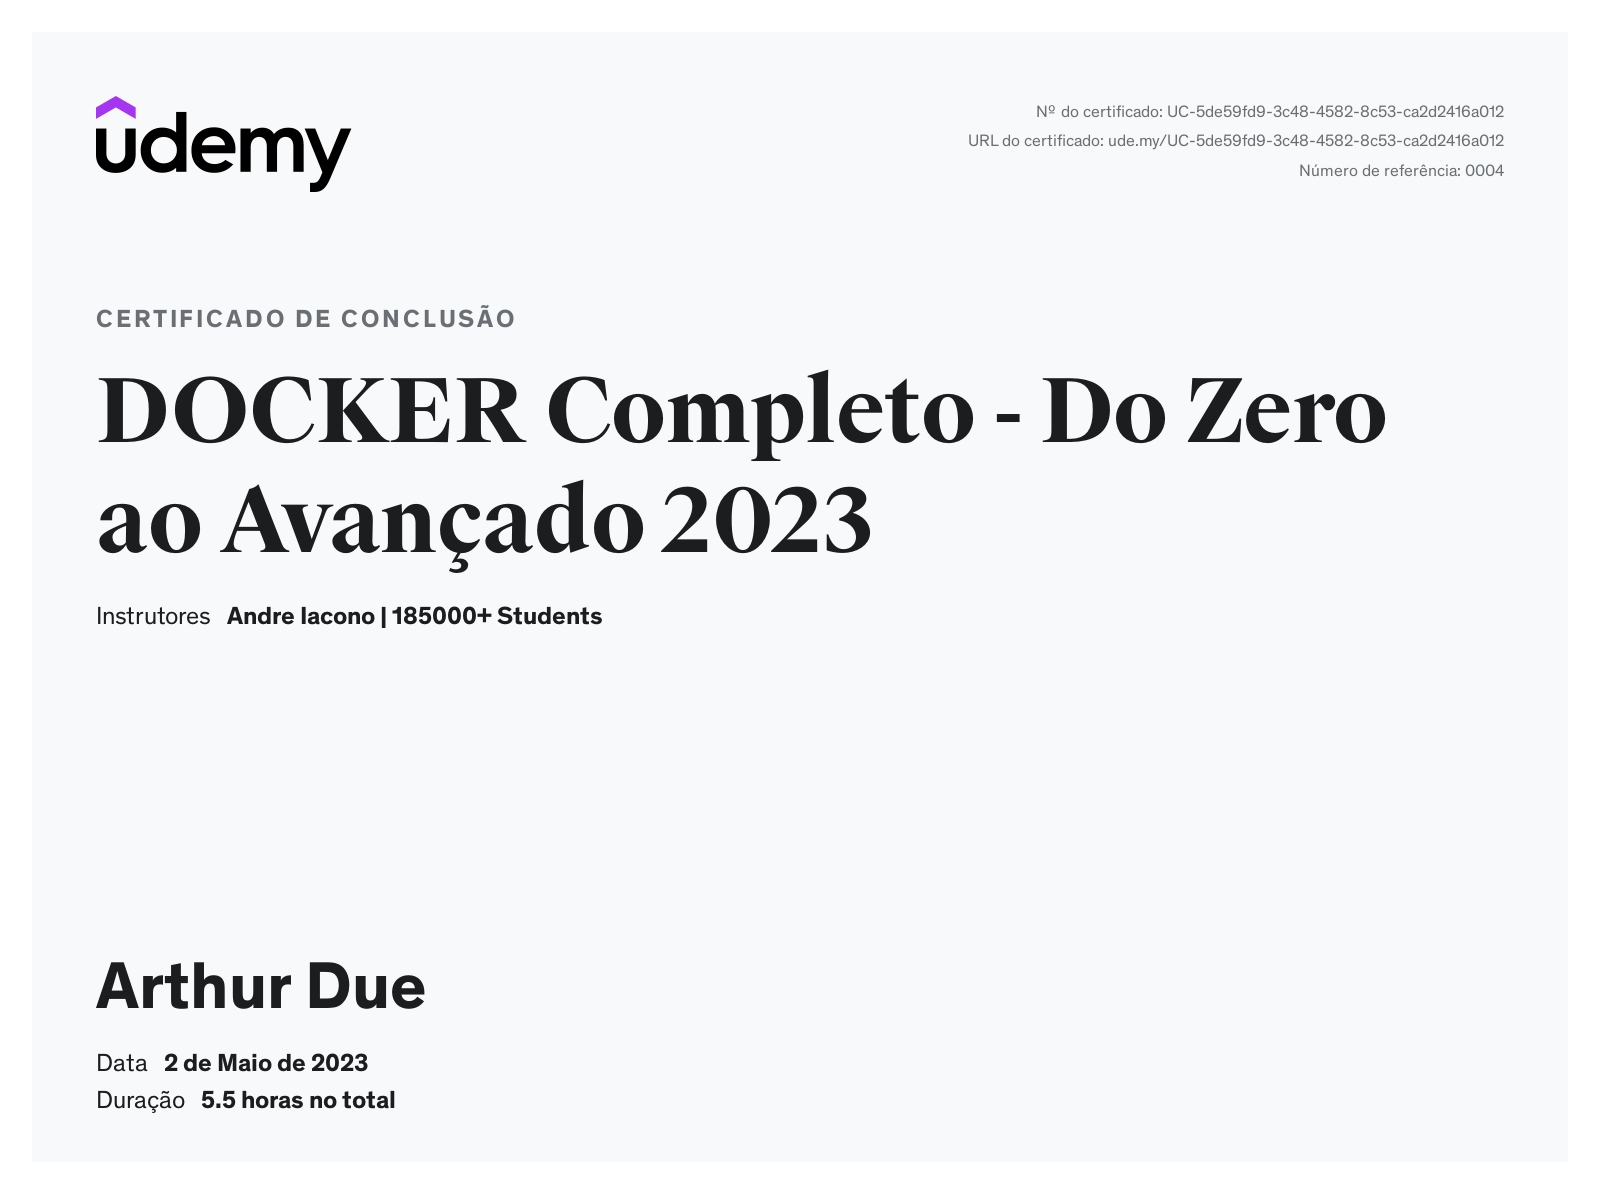 udemy
Nº do certificado: UC-5de59fd9-3c48-4582-8c53-ca2d2416a012
URL do certificado: ude.my/UC-5de59fd9-3c48-4582-8c53-ca2d2416a012
Número de referência: 0004
CERTIFICADO DE CONCLUSÃO
DOCKER Completo - Do Zero
ao Avançado 2023
Instrutores Andre Iacono | 185000+ Students
Arthur Due
Data 2 de Maio de 2023
Duração 5.5 horas no total